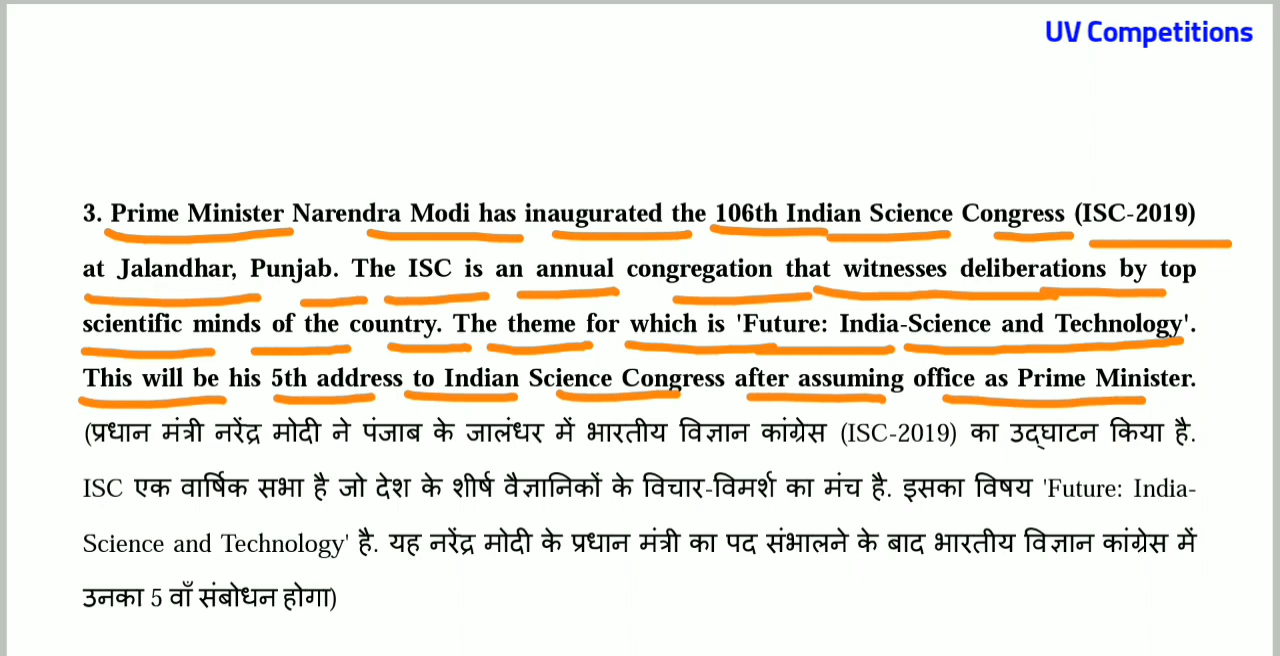 UV Competitions
3. Prime Minister Narendra Modi has inaugurated the 106th Indian Science Congress (ISC-2019)
at Jalandhar, Punjab. The ISC is an annual congregation that witnesses deliberations by top
scientific minds of the country. The theme for which is 'Future: India-Science and Technology'.
This will be his 5th address to Indian Science Congress after assuming office as Prime Minister.
(प्रधान मंत्री नरेंद्र मोदी ने पंजाब के जालंधर में भारतीय विज्ञान कांग्रेस (ISC-2019) का उद्घाटन किया है.
ISC एक वार्षिक सभा है जो देश के शीर्ष वैज्ञानिकों के विचार-विमर्श का मंच है. इसका विषय 'Future: India-
Science and Technology' है. यह नरेंद्र मोदी के प्रधान मंत्री का पद संभालने के बाद भारतीय विज्ञान कांग्रेस में
उनका 5 वाँ संबोधन होगा)